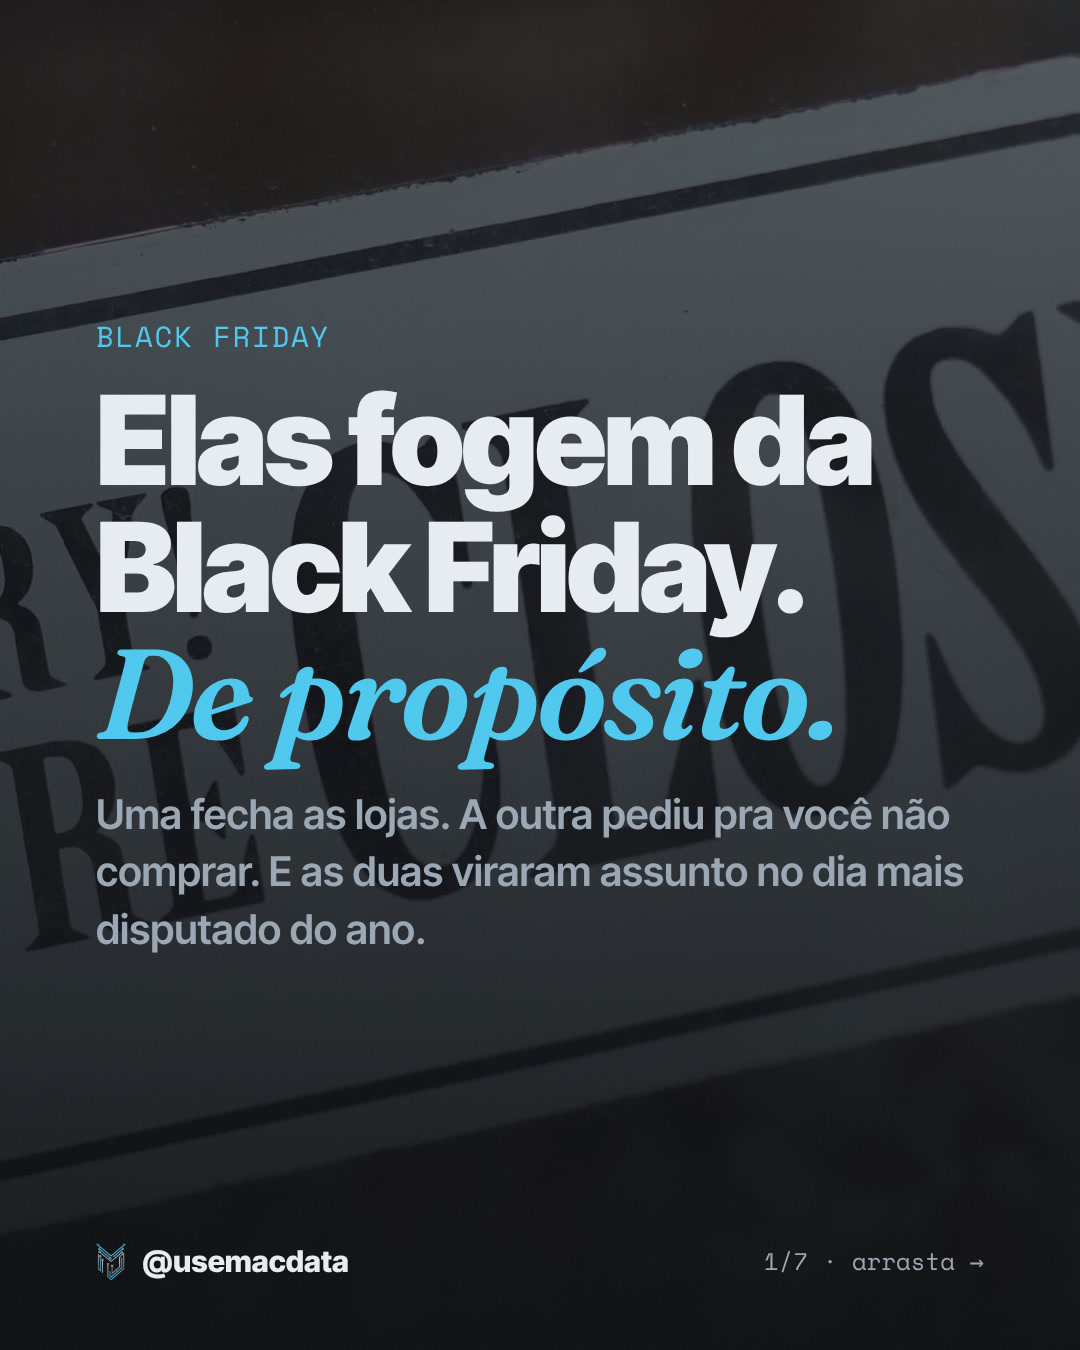 BLACK FRIDAY
Elas fogem da
Black Friday.
De propósito.
Uma fecha as lojas. A outra pediu pra você não
comprar. E as duas viraram assunto no dia mais
disputado do ano.
@usemacdata
1/7 · arrasta →